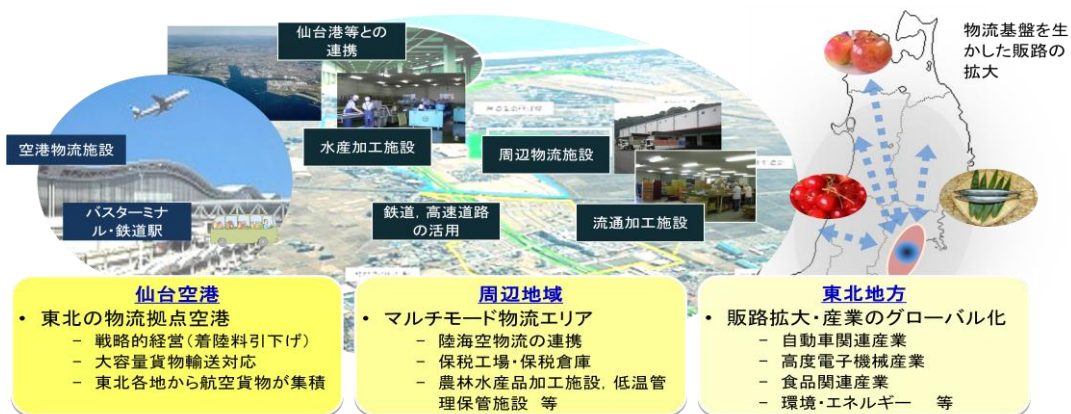 仙台港等との
連携
物流基盤を生
かした販路の
拡大
空港物流施設
水産加工施設
周辺物流施設
バスターミナ
ル・鉄道駅
鉄道，高速道路
の活用
流通加工施設
仙台空港
• 東北の物流拠点空港
－ 戦略的経営（着陸料引下げ）
－ 大容量貨物輸送対応
－ 東北各地から航空貨物が集積
周辺地域
• マルチモード物流エリア
－ 陸海空物流の連携
－ 保税工場・保税倉庫
－ 農林水産品加工施設，低温管
理保管施設 等
東北地方
• 販路拡大・産業のグローバル化
－ 自動車関連産業
－ 高度電子機械産業
－ 食品関連産業
－ 環境・エネルギー 等